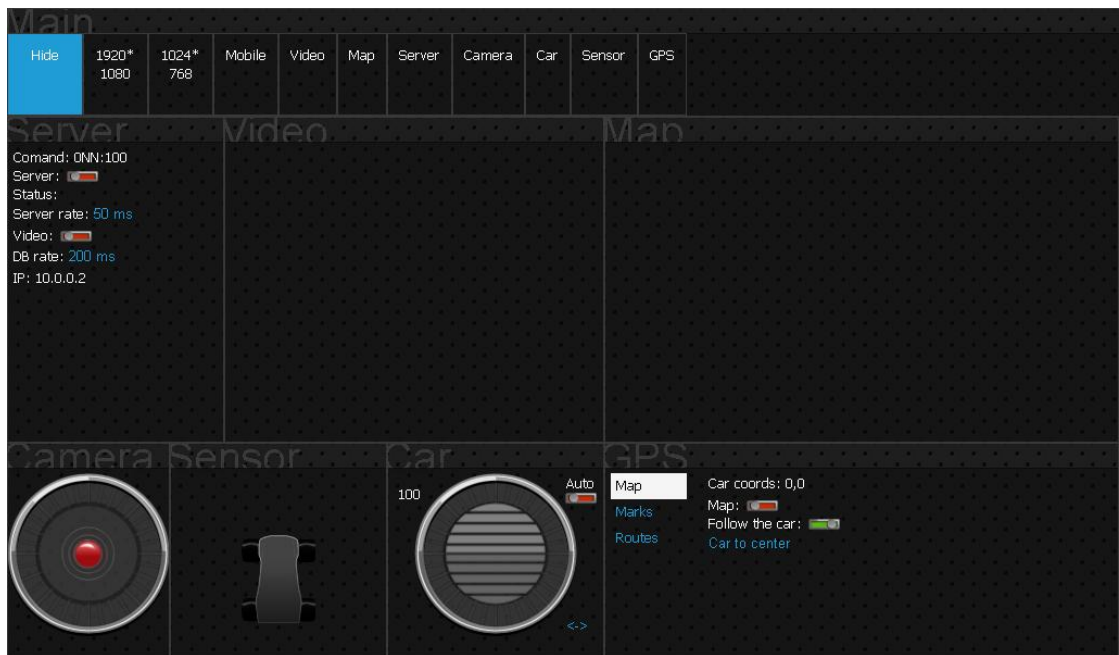 Main
Hide
1920*
1080
1024*
768
Mobile
Video
Map
Server
Camera
Car
Sensor
GPS
Server
Comand: 0NN:100
Server:
Status:
Server rate: 50 ms
Video:
DB rate: 200 ms
IP: 10.0.0.2
Video
Map
Camera
Sensor
Car
100
Auto
<->
GPS
Map
Marks
Routes
Car coords: 0,0
Map:
Follow the car:
Car to center